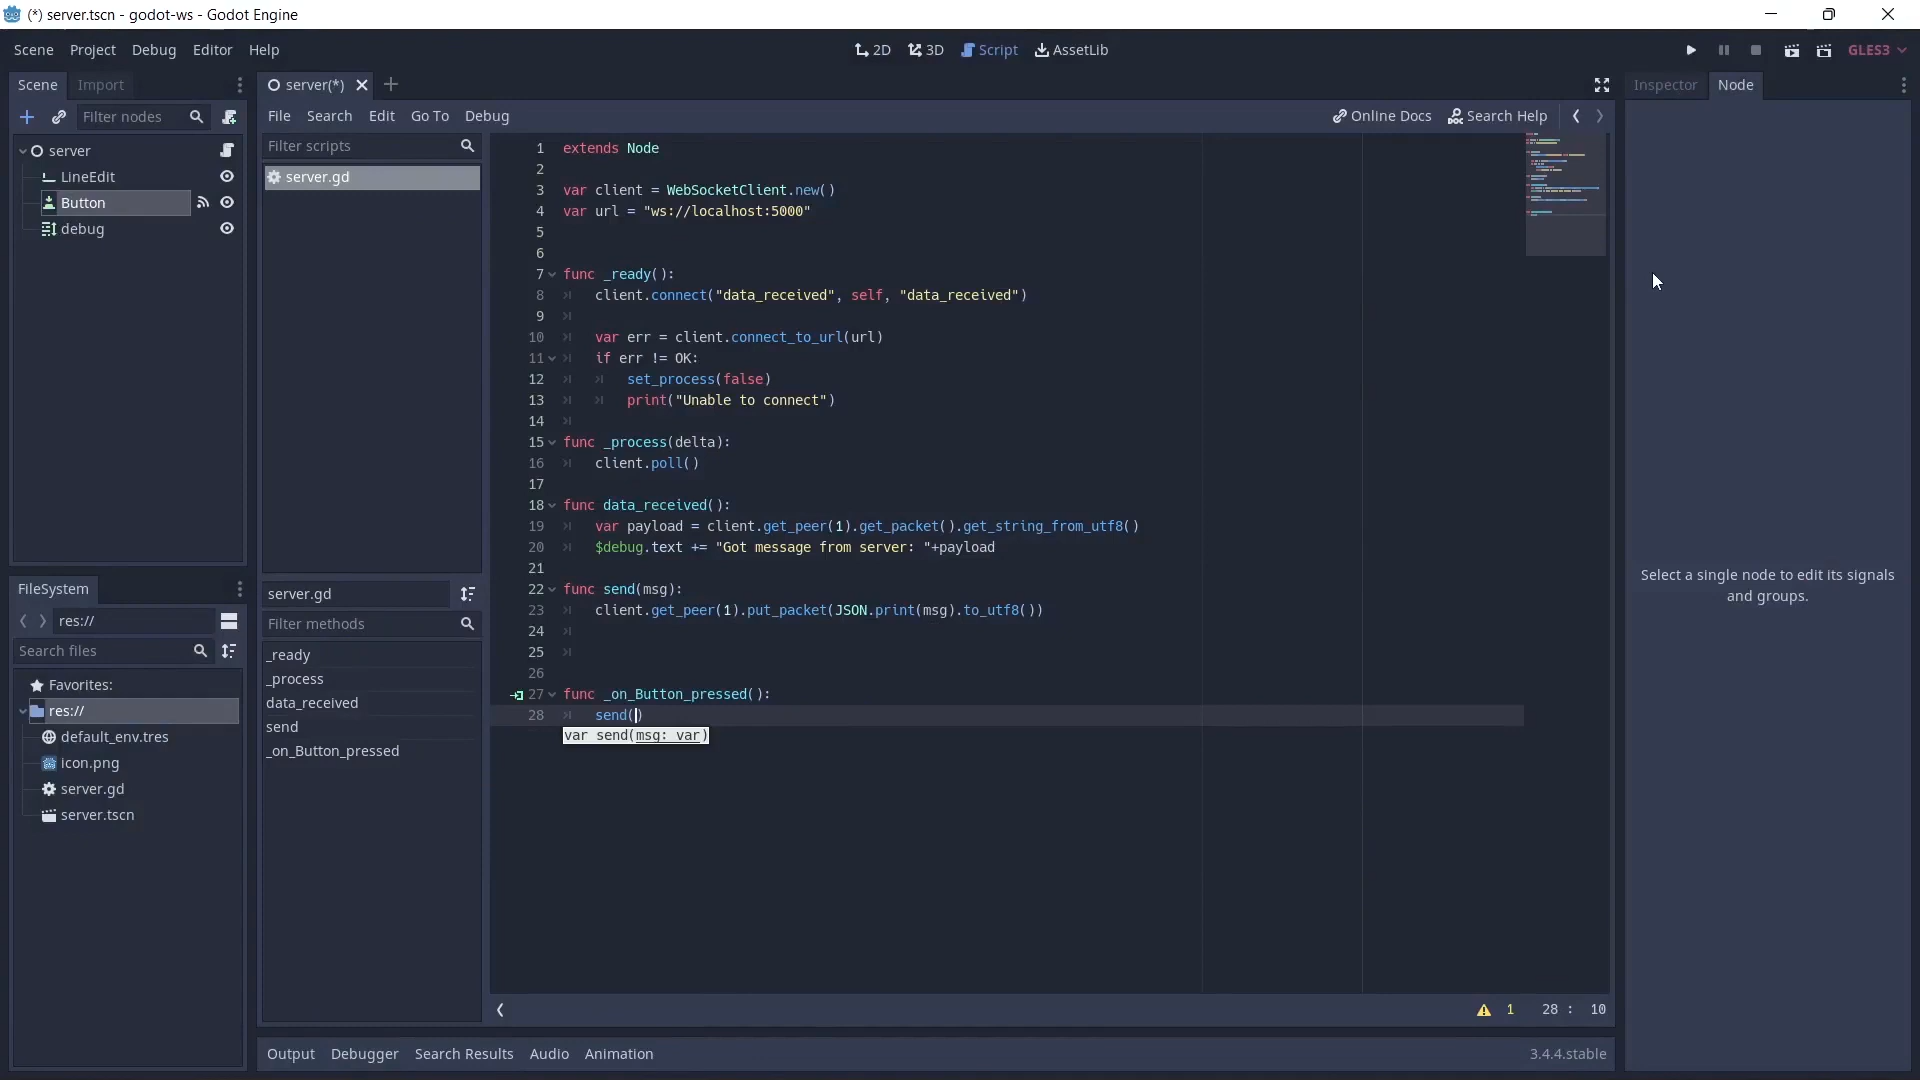 (*) server.tscn - godot-ws - Godot Engine
Scene Project Debug Editor Help
2D 3D Script AssetLib
GLES3
Scene Import
server(*)
Inspector Node
Filter nodes
File Search Edit Go To Debug
Online Docs Search Help
server
LineEdit
Button
debug
Filter scripts
server.gd
1 extends Node
2
3 var client = WebSocketClient.new()
4 var url = "ws://localhost:5000"
5
6
7 func _ready():
8 client.connect("data_received", self, "data_received")
9
10 var err = client.connect_to_url(url)
11 if err != OK:
12 set_process(false)
13 print("Unable to connect")
14
15 func _process(delta):
16 client.poll()
17
18 func data_received():
19 var payload = client.get_peer(1).get_packet().get_string_from_utf8()
20 $debug.text += "Got message from server: "+payload
21
22 func send(msg):
23 client.get_peer(1).put_packet(JSON.print(msg).to_utf8())
24
25
26
27 func _on_Button_pressed():
28 send()
var send(msg: var)
Select a single node to edit its signals
and groups.
FileSystem
res://
Search files
Favorites:
res://
default_env.tres
icon.png
server.gd
server.tscn
server.gd
Filter methods
_ready
_process
data_received
send
_on_Button_pressed
1 28 : 10
Output Debugger Search Results Audio Animation
3.4.4.stable